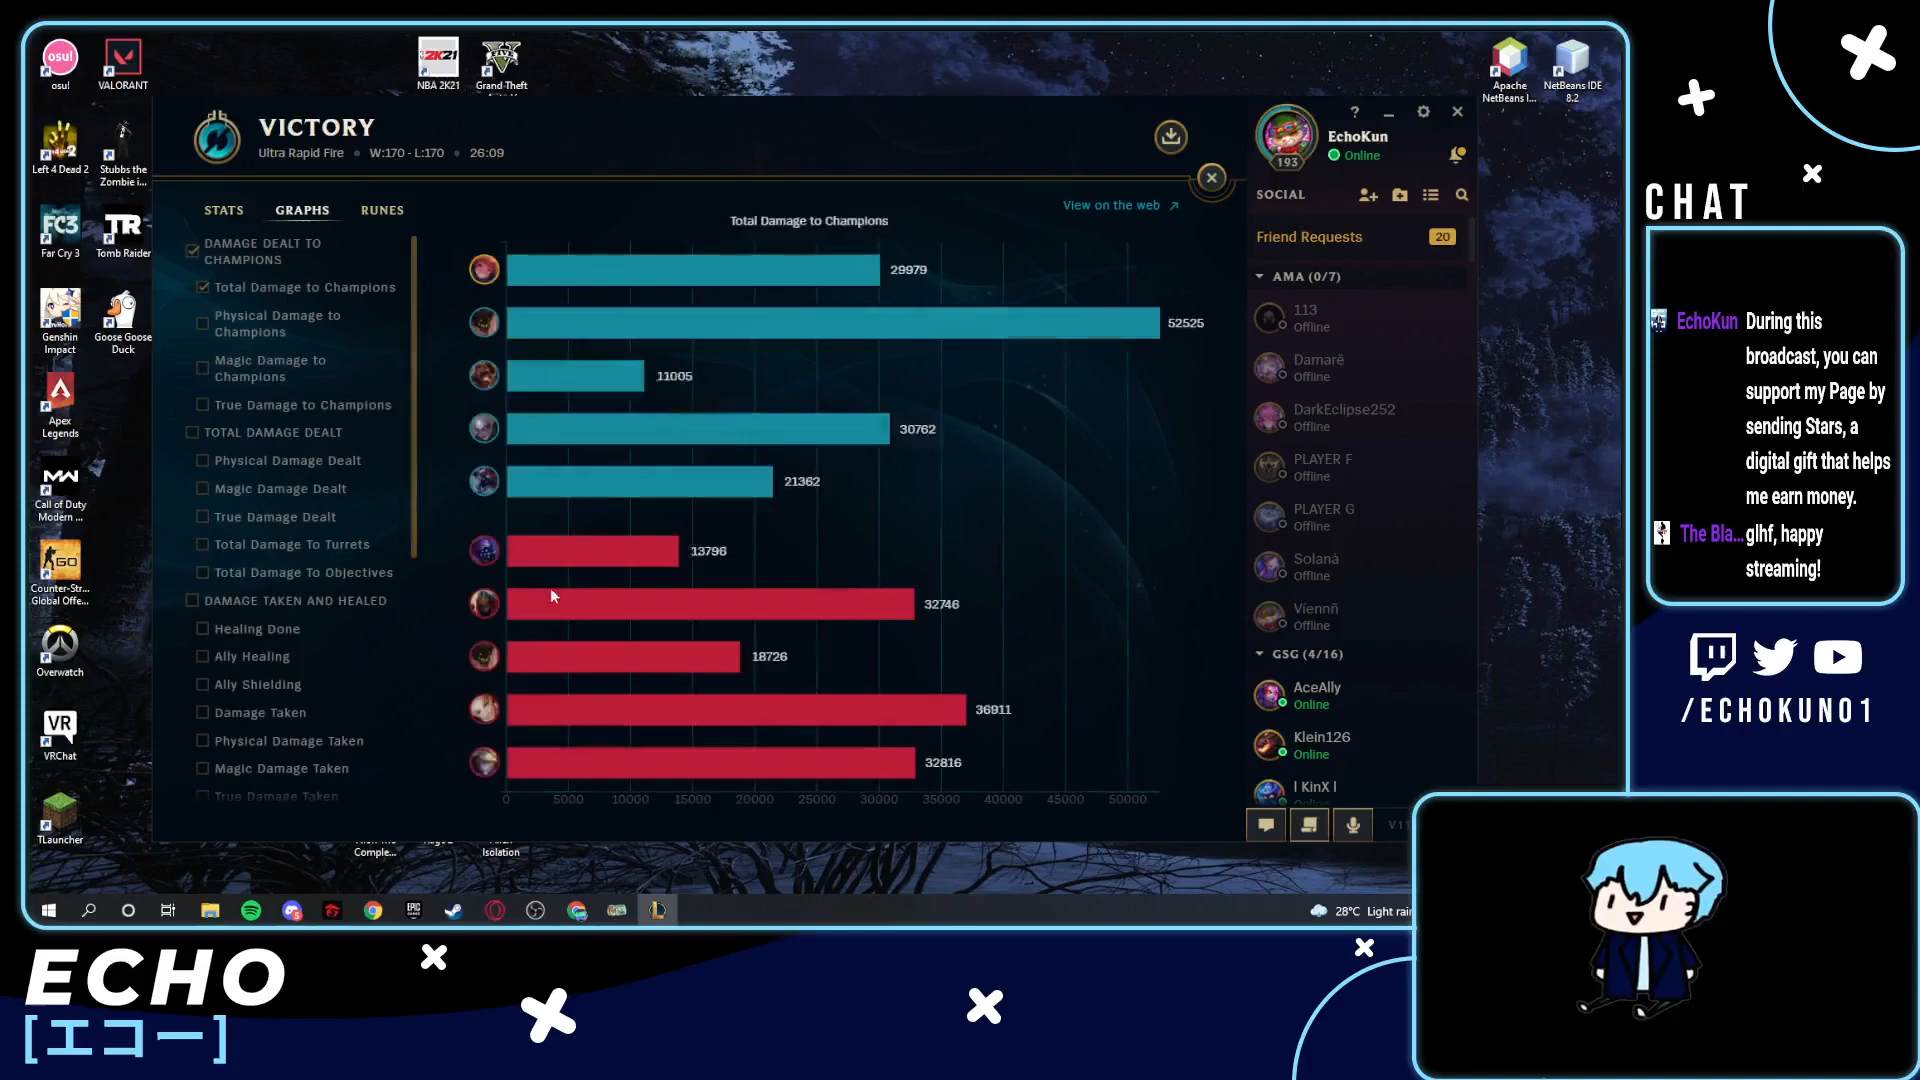 osu!
VALORANT
NBA 2K21
Grand Theft
Apache
NetBeans I...
NetBeans IDE
8.2
Left 4 Dead 2
Stubbs the
Zombie i...
Far Cry 3
Tomb Raider
Genshin
Impact
Goose Goose
Duck
Apex
Legends
Call of Duty
Modern ...
Counter-Str...
Global Offe...
Overwatch
VRChat
TLauncher
Comple...
Isolation
VICTORY
Ultra Rapid Fire • W:170 - L:170 • 26:09
STATS GRAPHS RUNES
View on the web
DAMAGE DEALT TO
CHAMPIONS
Total Damage to Champions
Physical Damage to
Champions
Magic Damage to
Champions
True Damage to Champions
TOTAL DAMAGE DEALT
Physical Damage Dealt
Magic Damage Dealt
True Damage Dealt
Total Damage To Turrets
Total Damage To Objectives
DAMAGE TAKEN AND HEALED
Healing Done
Ally Healing
Ally Shielding
Damage Taken
Physical Damage Taken
Magic Damage Taken
True Damage Taken
Total Damage to Champions
29979
52525
11005
30762
21362
13796
32746
18726
36911
32816
0 5000 10000 15000 20000 25000 30000 35000 40000 45000 50000
193
EchoKun
Online
SOCIAL
Friend Requests 20
AMA (0/7)
113
Offline
Damarē
Offline
DarkEclipse252
Offline
PLAYER F
Offline
PLAYER G
Offline
Solanà
Offline
Víennñ
Offline
GSG (4/16)
AceAlly
Online
Klein126
Online
l KinX l
Online
V11
28°C Light rai
CHAT
EchoKun During this
broadcast, you can
support my Page by
sending Stars, a
digital gift that helps
me earn money.
The Bla... glhf, happy
streaming!
/ECHOKUN01
ECHO
[エコー]